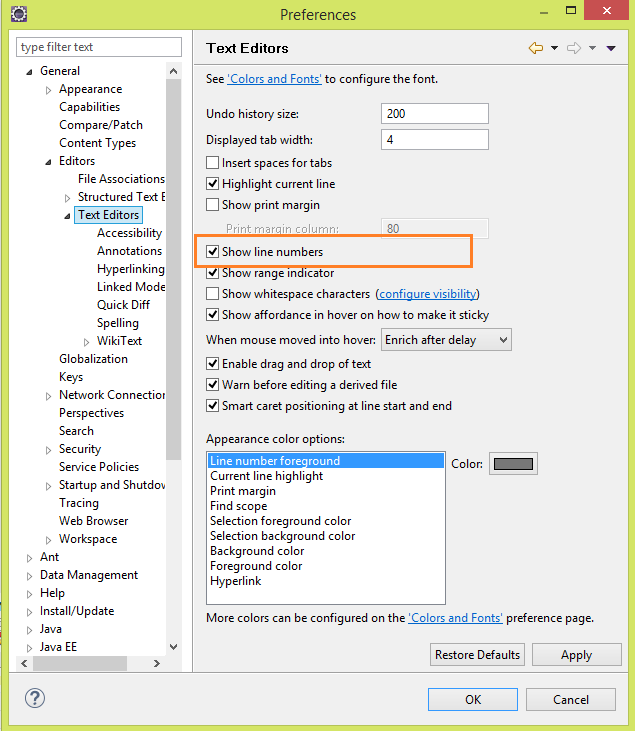 Preferences
type filter text
General
Appearance
Capabilities
Compare/Patch
Content Types
Editors
File Associations
Structured Text E
Text Editors
Accessibility
Annotations
Hyperlinking
Linked Mode
Quick Diff
Spelling
WikiText
Globalization
Keys
Network Connection
Perspectives
Search
Security
Service Policies
Startup and Shutdow
Tracing
Web Browser
Workspace
Ant
Data Management
Help
Install/Update
Java
Java EE
Text Editors
See 'Colors and Fonts' to configure the font.
Undo history size: 200
Displayed tab width: 4
Insert spaces for tabs
Highlight current line
Show print margin
Print margin column: 80
Show line numbers
Show range indicator
Show whitespace characters (configure visibility)
Show affordance in hover on how to make it sticky
When mouse moved into hover: Enrich after delay
Enable drag and drop of text
Warn before editing a derived file
Smart caret positioning at line start and end
Appearance color options:
Line number foreground
Current line highlight
Print margin
Find scope
Selection foreground color
Selection background color
Background color
Foreground color
Hyperlink
Color:
More colors can be configured on the 'Colors and Fonts' preference page.
Restore Defaults
Apply
?
OK
Cancel